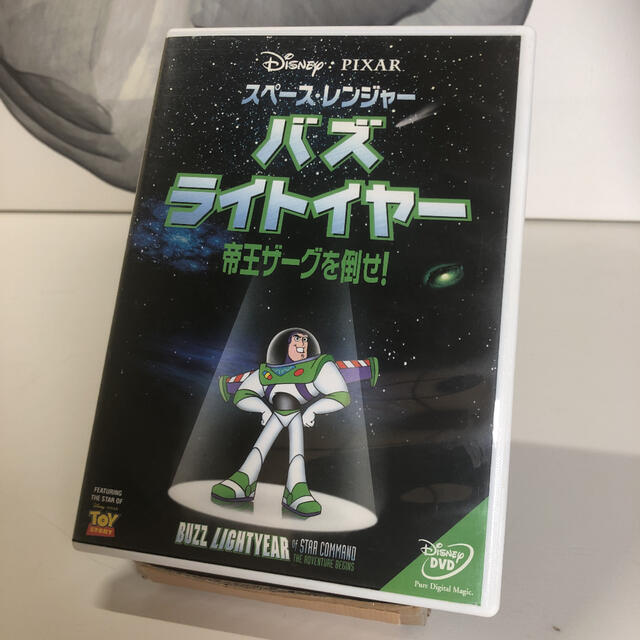 Disney · PIXAR
スペース・レンジャー
バズ
ライトイヤー
帝王ザーグを倒せ!
FEATURING
THE STAR OF
Disney · PIXAR
TOY
STORY
BUZZ LIGHTYEAR OF STAR COMMAND
THE ADVENTURE BEGINS
Disney
DVD
Pure Digital Magic.